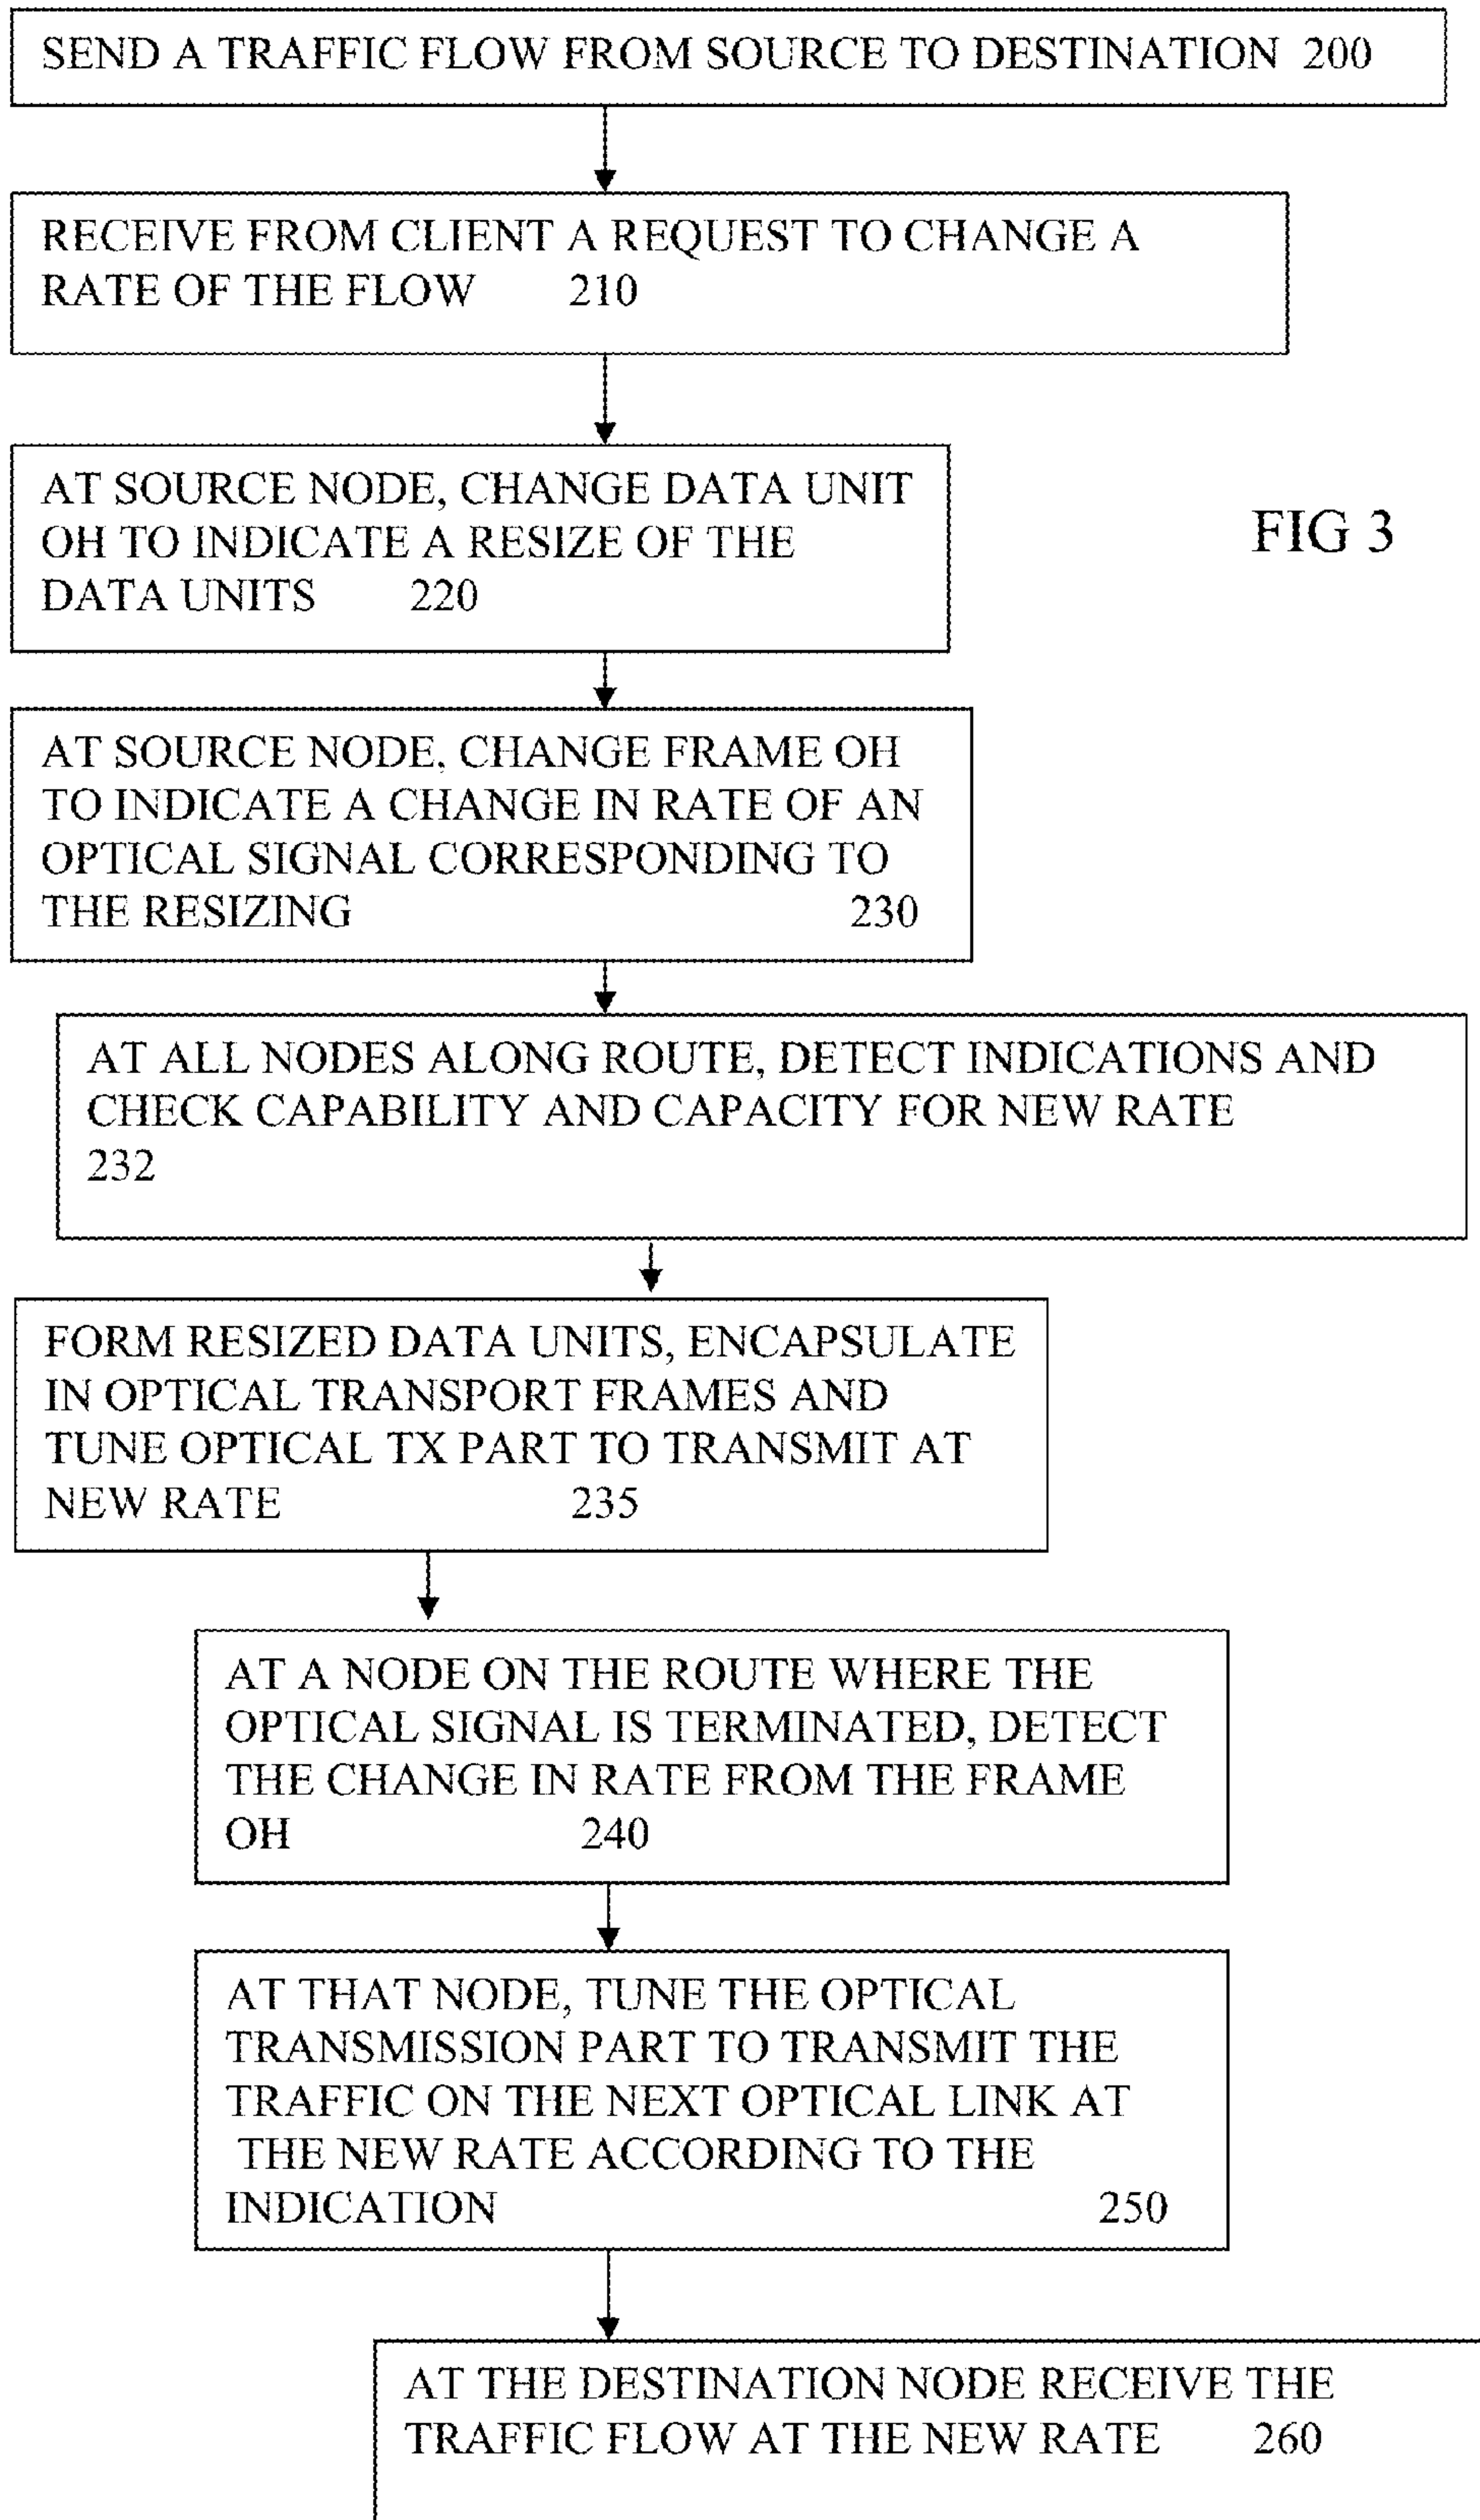 SEND A TRAFFIC FLOW FROM SOURCE TO DESTINATION 200
RECEIVE FROM CLIENT A REQUEST TO CHANGE A
RATE OF THE FLOW 210
AT SOURCE NODE, CHANGE DATA UNIT
OH TO INDICATE A RESIZE OF THE
DATA UNITS 220
FIG 3
AT SOURCE NODE, CHANGE FRAME OH
TO INDICATE A CHANGE IN RATE OF AN
OPTICAL SIGNAL CORRESPONDING TO
THE RESIZING 230
AT ALL NODES ALONG ROUTE, DETECT INDICATIONS AND
CHECK CAPABILITY AND CAPACITY FOR NEW RATE
232
FORM RESIZED DATA UNITS, ENCAPSULATE
IN OPTICAL TRANSPORT FRAMES AND
TUNE OPTICAL TX PART TO TRANSMIT AT
NEW RATE 235
AT A NODE ON THE ROUTE WHERE THE
OPTICAL SIGNAL IS TERMINATED, DETECT
THE CHANGE IN RATE FROM THE FRAME
OH 240
AT THAT NODE, TUNE THE OPTICAL
TRANSMISSION PART TO TRANSMIT THE
TRAFFIC ON THE NEXT OPTICAL LINK AT
THE NEW RATE ACCORDING TO THE
INDICATION 250
AT THE DESTINATION NODE RECEIVE THE
TRAFFIC FLOW AT THE NEW RATE 260